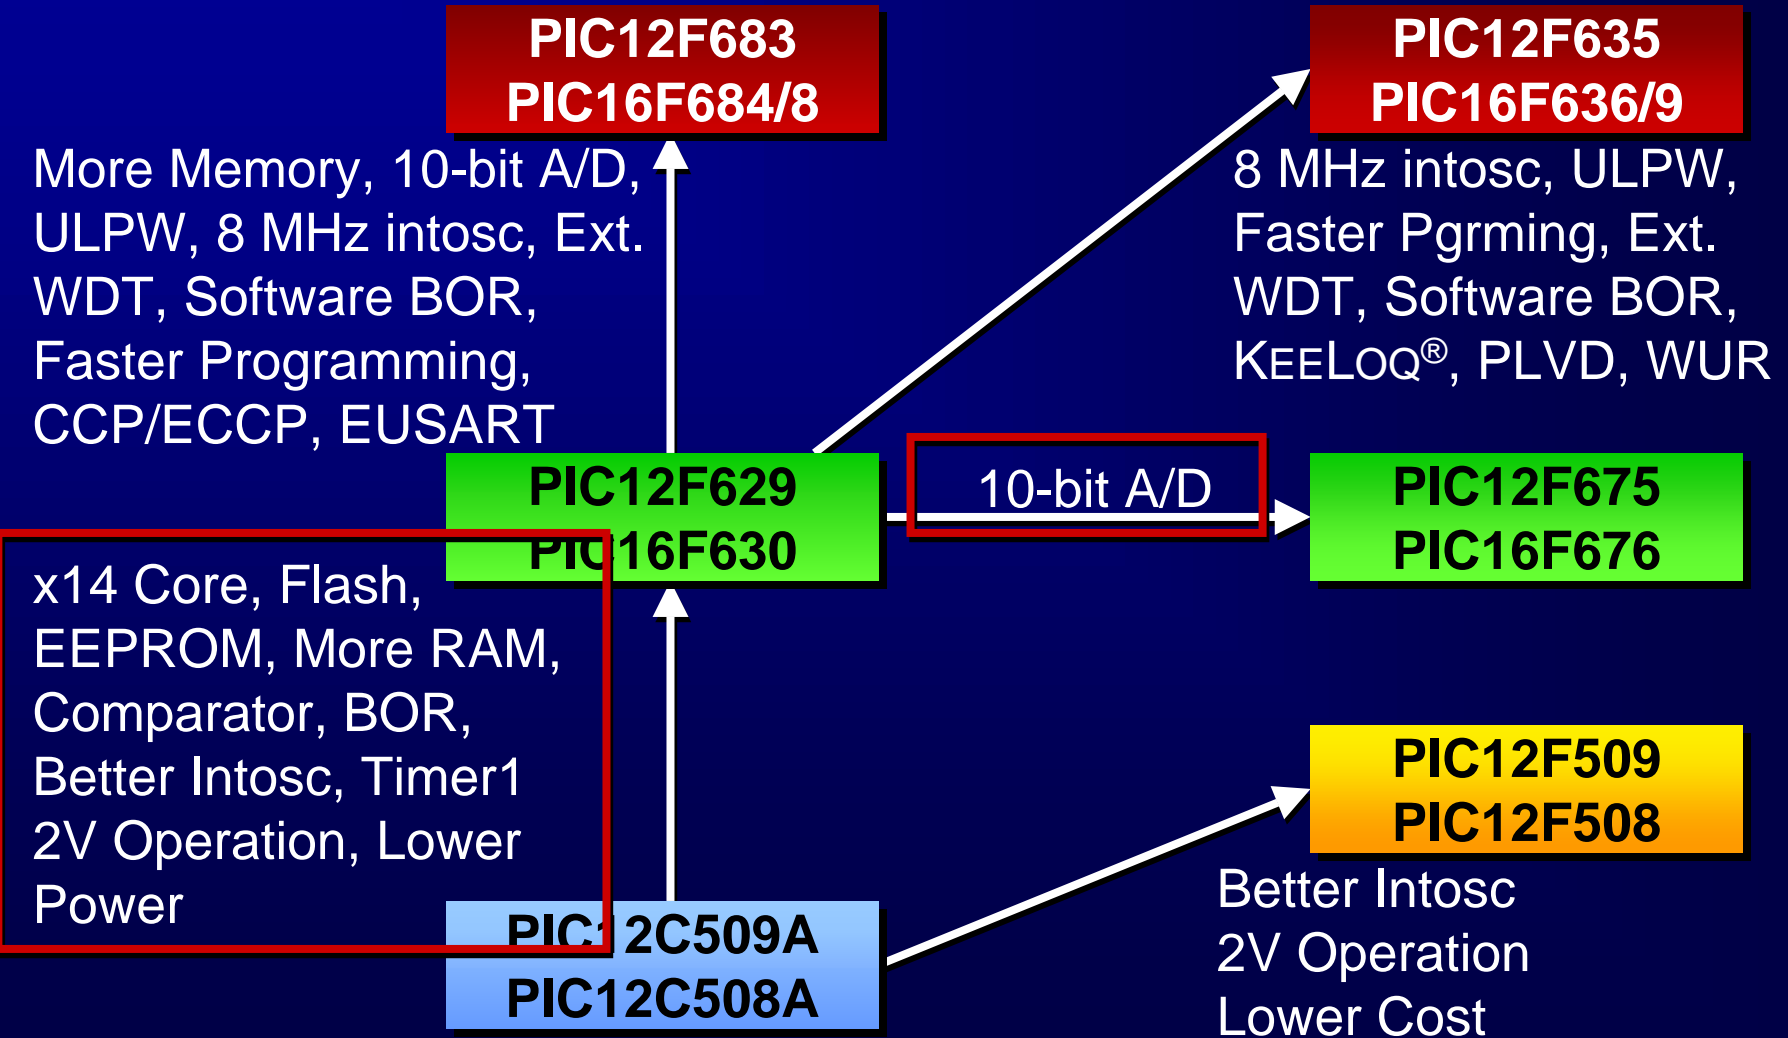 PIC12F683
PIC16F684/8
PIC12F635
PIC16F636/9
More Memory, 10-bit A/D,
ULPW, 8 MHz intosc, Ext.
WDT, Software BOR,
Faster Programming,
CCP/ECCP, EUSART
8 MHz intosc, ULPW,
Faster Pgrming, Ext.
WDT, Software BOR,
KEELOQ®, PLVD, WUR
PIC12F629
PIC16F630
10-bit A/D
PIC12F675
PIC16F676
x14 Core, Flash,
EEPROM, More RAM,
Comparator, BOR,
Better Intosc, Timer1
2V Operation, Lower
Power
PIC12F509
PIC12F508
PIC12C509A
PIC12C508A
Better Intosc
2V Operation
Lower Cost